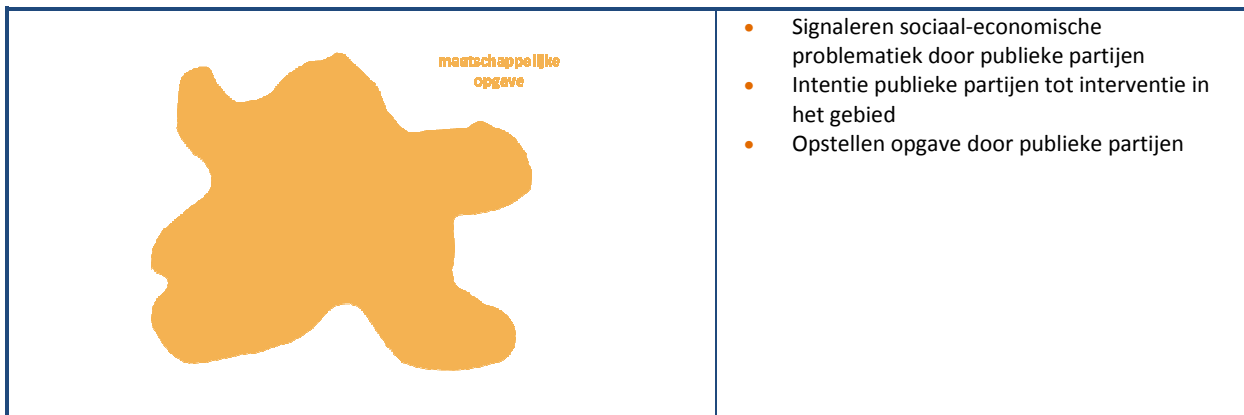 maatschappelijke
opgave
• Signaleren sociaal-economische
problematiek door publieke partijen
• Intentie publieke partijen tot interventie in
het gebied
• Opstellen opgave door publieke partijen